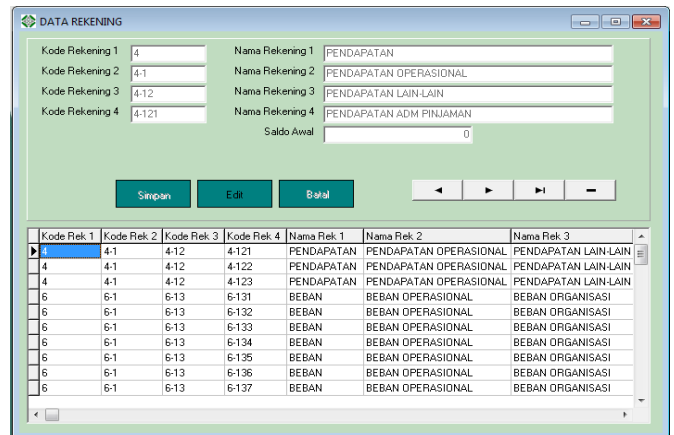 DATA REKENING
Kode Rekening 1 4 Nama Rekening 1 PENDAPATAN
Kode Rekening 2 4-1 Nama Rekening 2 PENDAPATAN OPERASIONAL
Kode Rekening 3 4-12 Nama Rekening 3 PENDAPATAN LAIN-LAIN
Kode Rekening 4 4-121 Nama Rekening 4 PENDAPATAN ADM PINJAMAN
Saldo Awal 0
Simpan Edit Batal
Kode Rek 1 Kode Rek 2 Kode Rek 3 Kode Rek 4 Nama Rek 1 Nama Rek 2 Nama Rek 3
4 4-1 4-12 4-121 PENDAPATAN PENDAPATAN OPERASIONAL PENDAPATAN LAIN-LAIN
4 4-1 4-12 4-122 PENDAPATAN PENDAPATAN OPERASIONAL PENDAPATAN LAIN-LAIN
4 4-1 4-12 4-123 PENDAPATAN PENDAPATAN OPERASIONAL PENDAPATAN LAIN-LAIN
6 6-1 6-13 6-131 BEBAN BEBAN OPERASIONAL BEBAN ORGANISASI
6 6-1 6-13 6-132 BEBAN BEBAN OPERASIONAL BEBAN ORGANISASI
6 6-1 6-13 6-133 BEBAN BEBAN OPERASIONAL BEBAN ORGANISASI
6 6-1 6-13 6-134 BEBAN BEBAN OPERASIONAL BEBAN ORGANISASI
6 6-1 6-13 6-135 BEBAN BEBAN OPERASIONAL BEBAN ORGANISASI
6 6-1 6-13 6-136 BEBAN BEBAN OPERASIONAL BEBAN ORGANISASI
6 6-1 6-13 6-137 BEBAN BEBAN OPERASIONAL BEBAN ORGANISASI